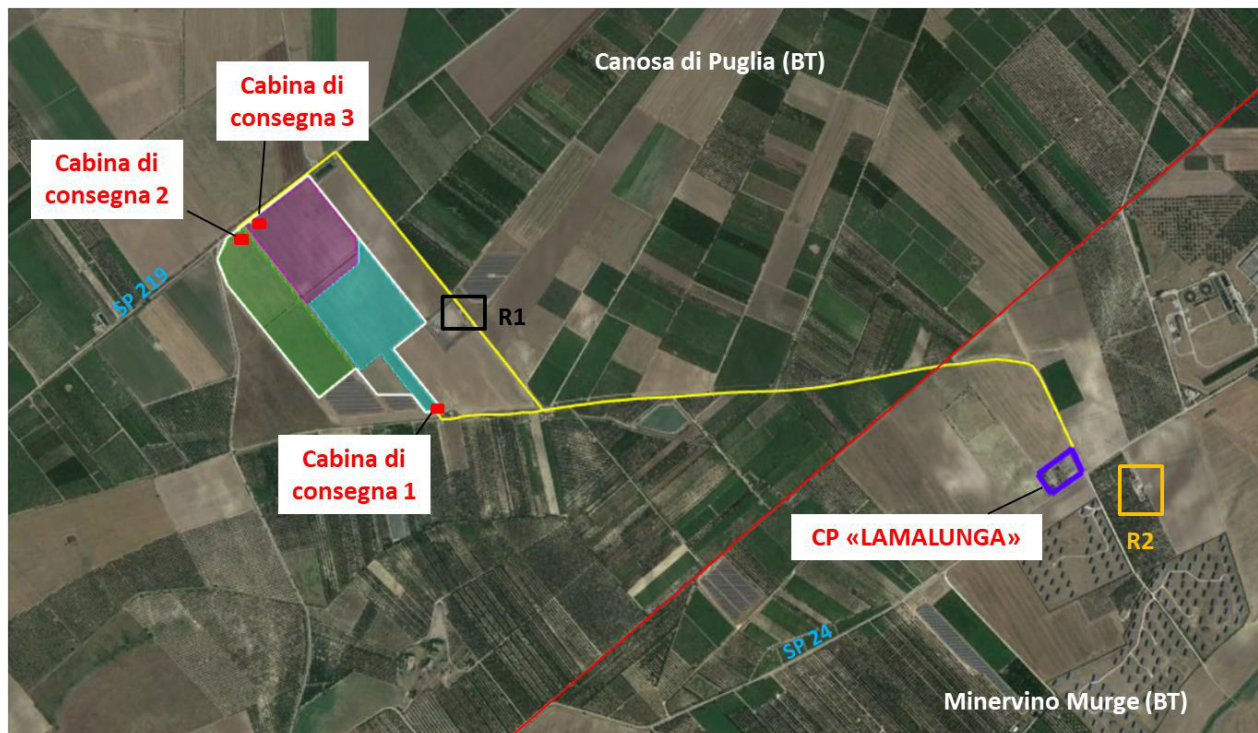 Canosa di Puglia (BT)
Cabina di
consegna 3
Cabina di
consegna 2
SP 219
R1
Cabina di
consegna 1
CP «LAMALUNGA»
R2
SP 24
Minervino Murge (BT)